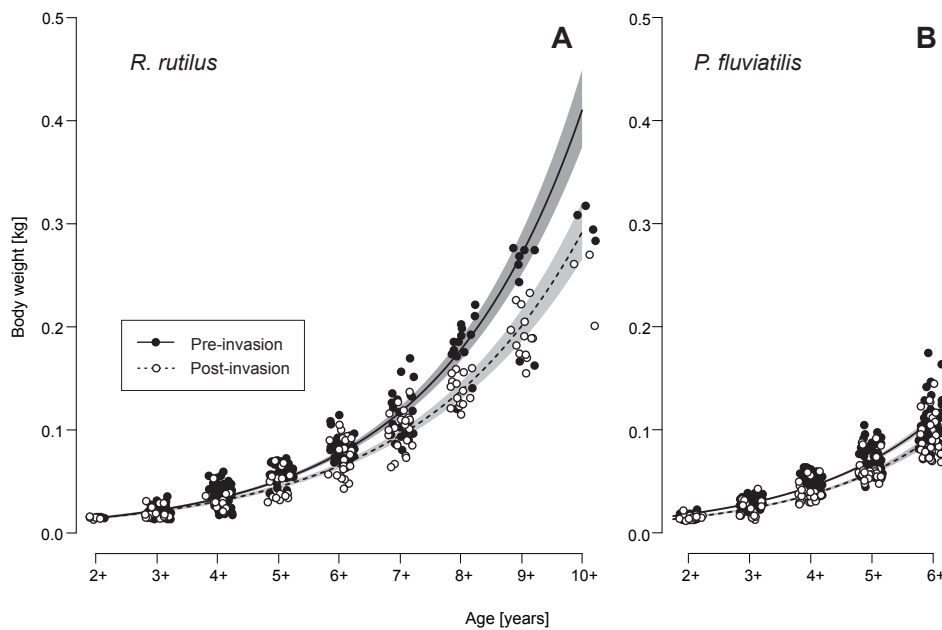 A
R. rutilus
0.5
0.4
0.3
0.2
0.1
0.0
Body weight [kg]
Pre-invasion
Post-invasion
2+ 3+ 4+ 5+ 6+ 7+ 8+ 9+ 10+
B
P. fluviatilis
0.5
0.4
0.3
0.2
0.1
0.0
2+ 3+ 4+ 5+ 6+
Age [years]